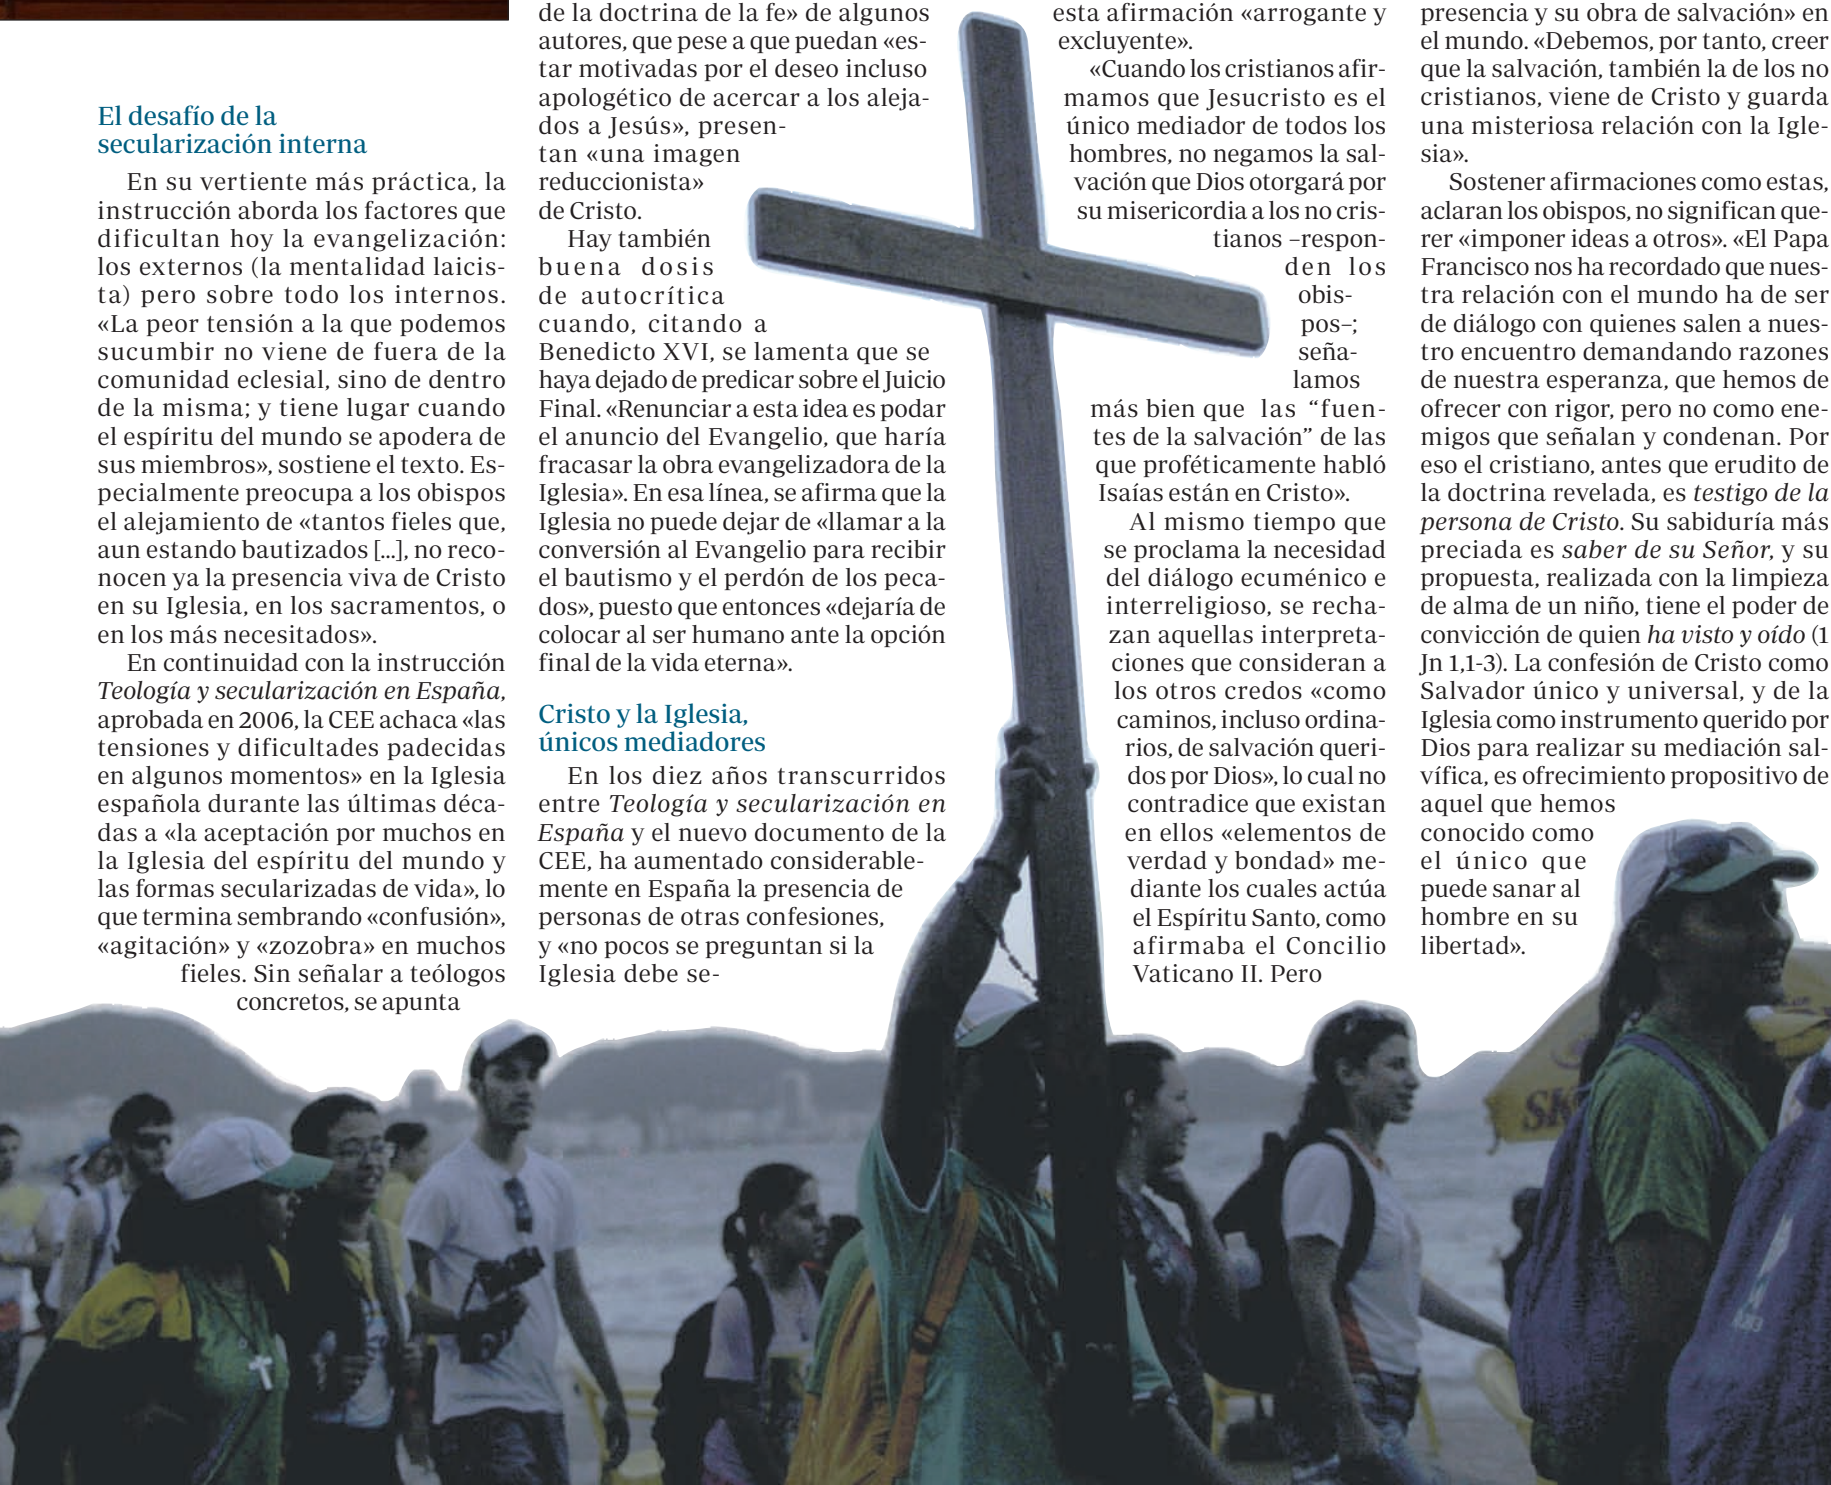 El desafío de la
secularización interna
En su vertiente más práctica, la
instrucción aborda los factores que
dificultan hoy la evangelización:
los externos (la mentalidad laicis-
ta) pero sobre todo los internos.
«La peor tensión a la que podemos
sucumbir no viene de fuera de la
comunidad eclesial, sino de dentro
de la misma; y tiene lugar cuando
el espíritu del mundo se apodera de
sus miembros», sostiene el texto. Es-
pecialmente preocupa a los obispos
el alejamiento de «tantos fieles que,
aun estando bautizados [...], no reco-
nocen ya la presencia viva de Cristo
en su Iglesia, en los sacramentos, o
en los más necesitados».
En continuidad con la instrucción
Teología y secularización en España,
aprobada en 2006, la CEE achaca «las
tensiones y dificultades padecidas
en algunos momentos» en la Iglesia
española durante las últimas déca-
das a «la aceptación por muchos en
la Iglesia del espíritu del mundo y
las formas secularizadas de vida», lo
que termina sembrando «confusión»,
«agitación» y «zozobra» en muchos
fieles. Sin señalar a teólogos
concretos, se apunta
de la doctrina de la fe» de algunos
autores, que pese a que puedan «es-
tar motivadas por el deseo incluso
apologético de acercar a los aleja-
dos a Jesús», presen-
tan «una imagen
reduccionista»
de Cristo.
Hay también
buena dosis
de autocrítica
cuando, citando a
Benedicto XVI, se lamenta que se
haya dejado de predicar sobre el Juicio
Final. «Renunciar a esta idea es podar
el anuncio del Evangelio, que haría
fracasar la obra evangelizadora de la
Iglesia». En esa línea, se afirma que la
Iglesia no puede dejar de «llamar a la
conversión al Evangelio para recibir
el bautismo y el perdón de los peca-
dos», puesto que entonces «dejaría de
colocar al ser humano ante la opción
final de la vida eterna».
Cristo y la Iglesia,
únicos mediadores
En los diez años transcurridos
entre Teología y secularización en
España y el nuevo documento de la
CEE, ha aumentado considerable-
mente en España la presencia de
personas de otras confesiones,
y «no pocos se preguntan si la
Iglesia debe se-
esta afirmación «arrogante y
excluyente».
«Cuando los cristianos afir-
mamos que Jesucristo es el
único mediador de todos los
hombres, no negamos la sal-
vación que Dios otorgará por
su misericordia a los no cris-
tianos –respon-
den los
obis-
pos–;
seña-
lamos
más bien que las “fuen-
tes de la salvación” de las
que proféticamente habló
Isaías están en Cristo».
Al mismo tiempo que
se proclama la necesidad
del diálogo ecuménico e
interreligioso, se recha-
zan aquellas interpreta-
ciones que consideran a
los otros credos «como
caminos, incluso ordina-
rios, de salvación queri-
dos por Dios», lo cual no
contradice que existan
en ellos «elementos de
verdad y bondad» me-
diante los cuales actúa
el Espíritu Santo, como
afirmaba el Concilio
Vaticano II. Pero
presencia y su obra de salvación» en
el mundo. «Debemos, por tanto, creer
que la salvación, también la de los no
cristianos, viene de Cristo y guarda
una misteriosa relación con la Igle-
sia».
Sostener afirmaciones como estas,
aclaran los obispos, no significan que-
rer «imponer ideas a otros». «El Papa
Francisco nos ha recordado que nues-
tra relación con el mundo ha de ser
de diálogo con quienes salen a nues-
tro encuentro demandando razones
de nuestra esperanza, que hemos de
ofrecer con rigor, pero no como ene-
migos que señalan y condenan. Por
eso el cristiano, antes que erudito de
la doctrina revelada, es testigo de la
persona de Cristo. Su sabiduría más
preciada es saber de su Señor, y su
propuesta, realizada con la limpieza
de alma de un niño, tiene el poder de
convicción de quien ha visto y oído (1
Jn 1,1-3). La confesión de Cristo como
Salvador único y universal, y de la
Iglesia como instrumento querido por
Dios para realizar su mediación sal-
vífica, es ofrecimiento propositivo de
aquel que hemos
conocido como
el único que
puede sanar al
hombre en su
libertad».